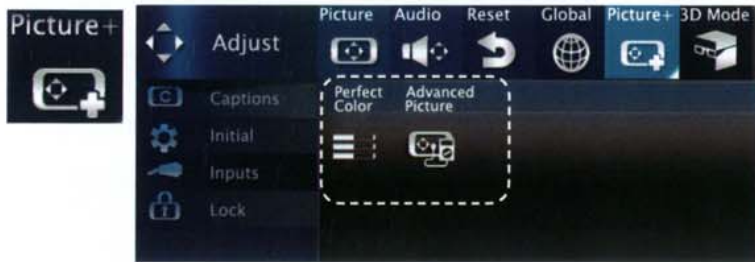 Picture+
Picture Audio Reset Global Picture+ 3D Mode
Adjust
Captions
Initial
Inputs
Lock
Perfect Color
Advanced Picture
C